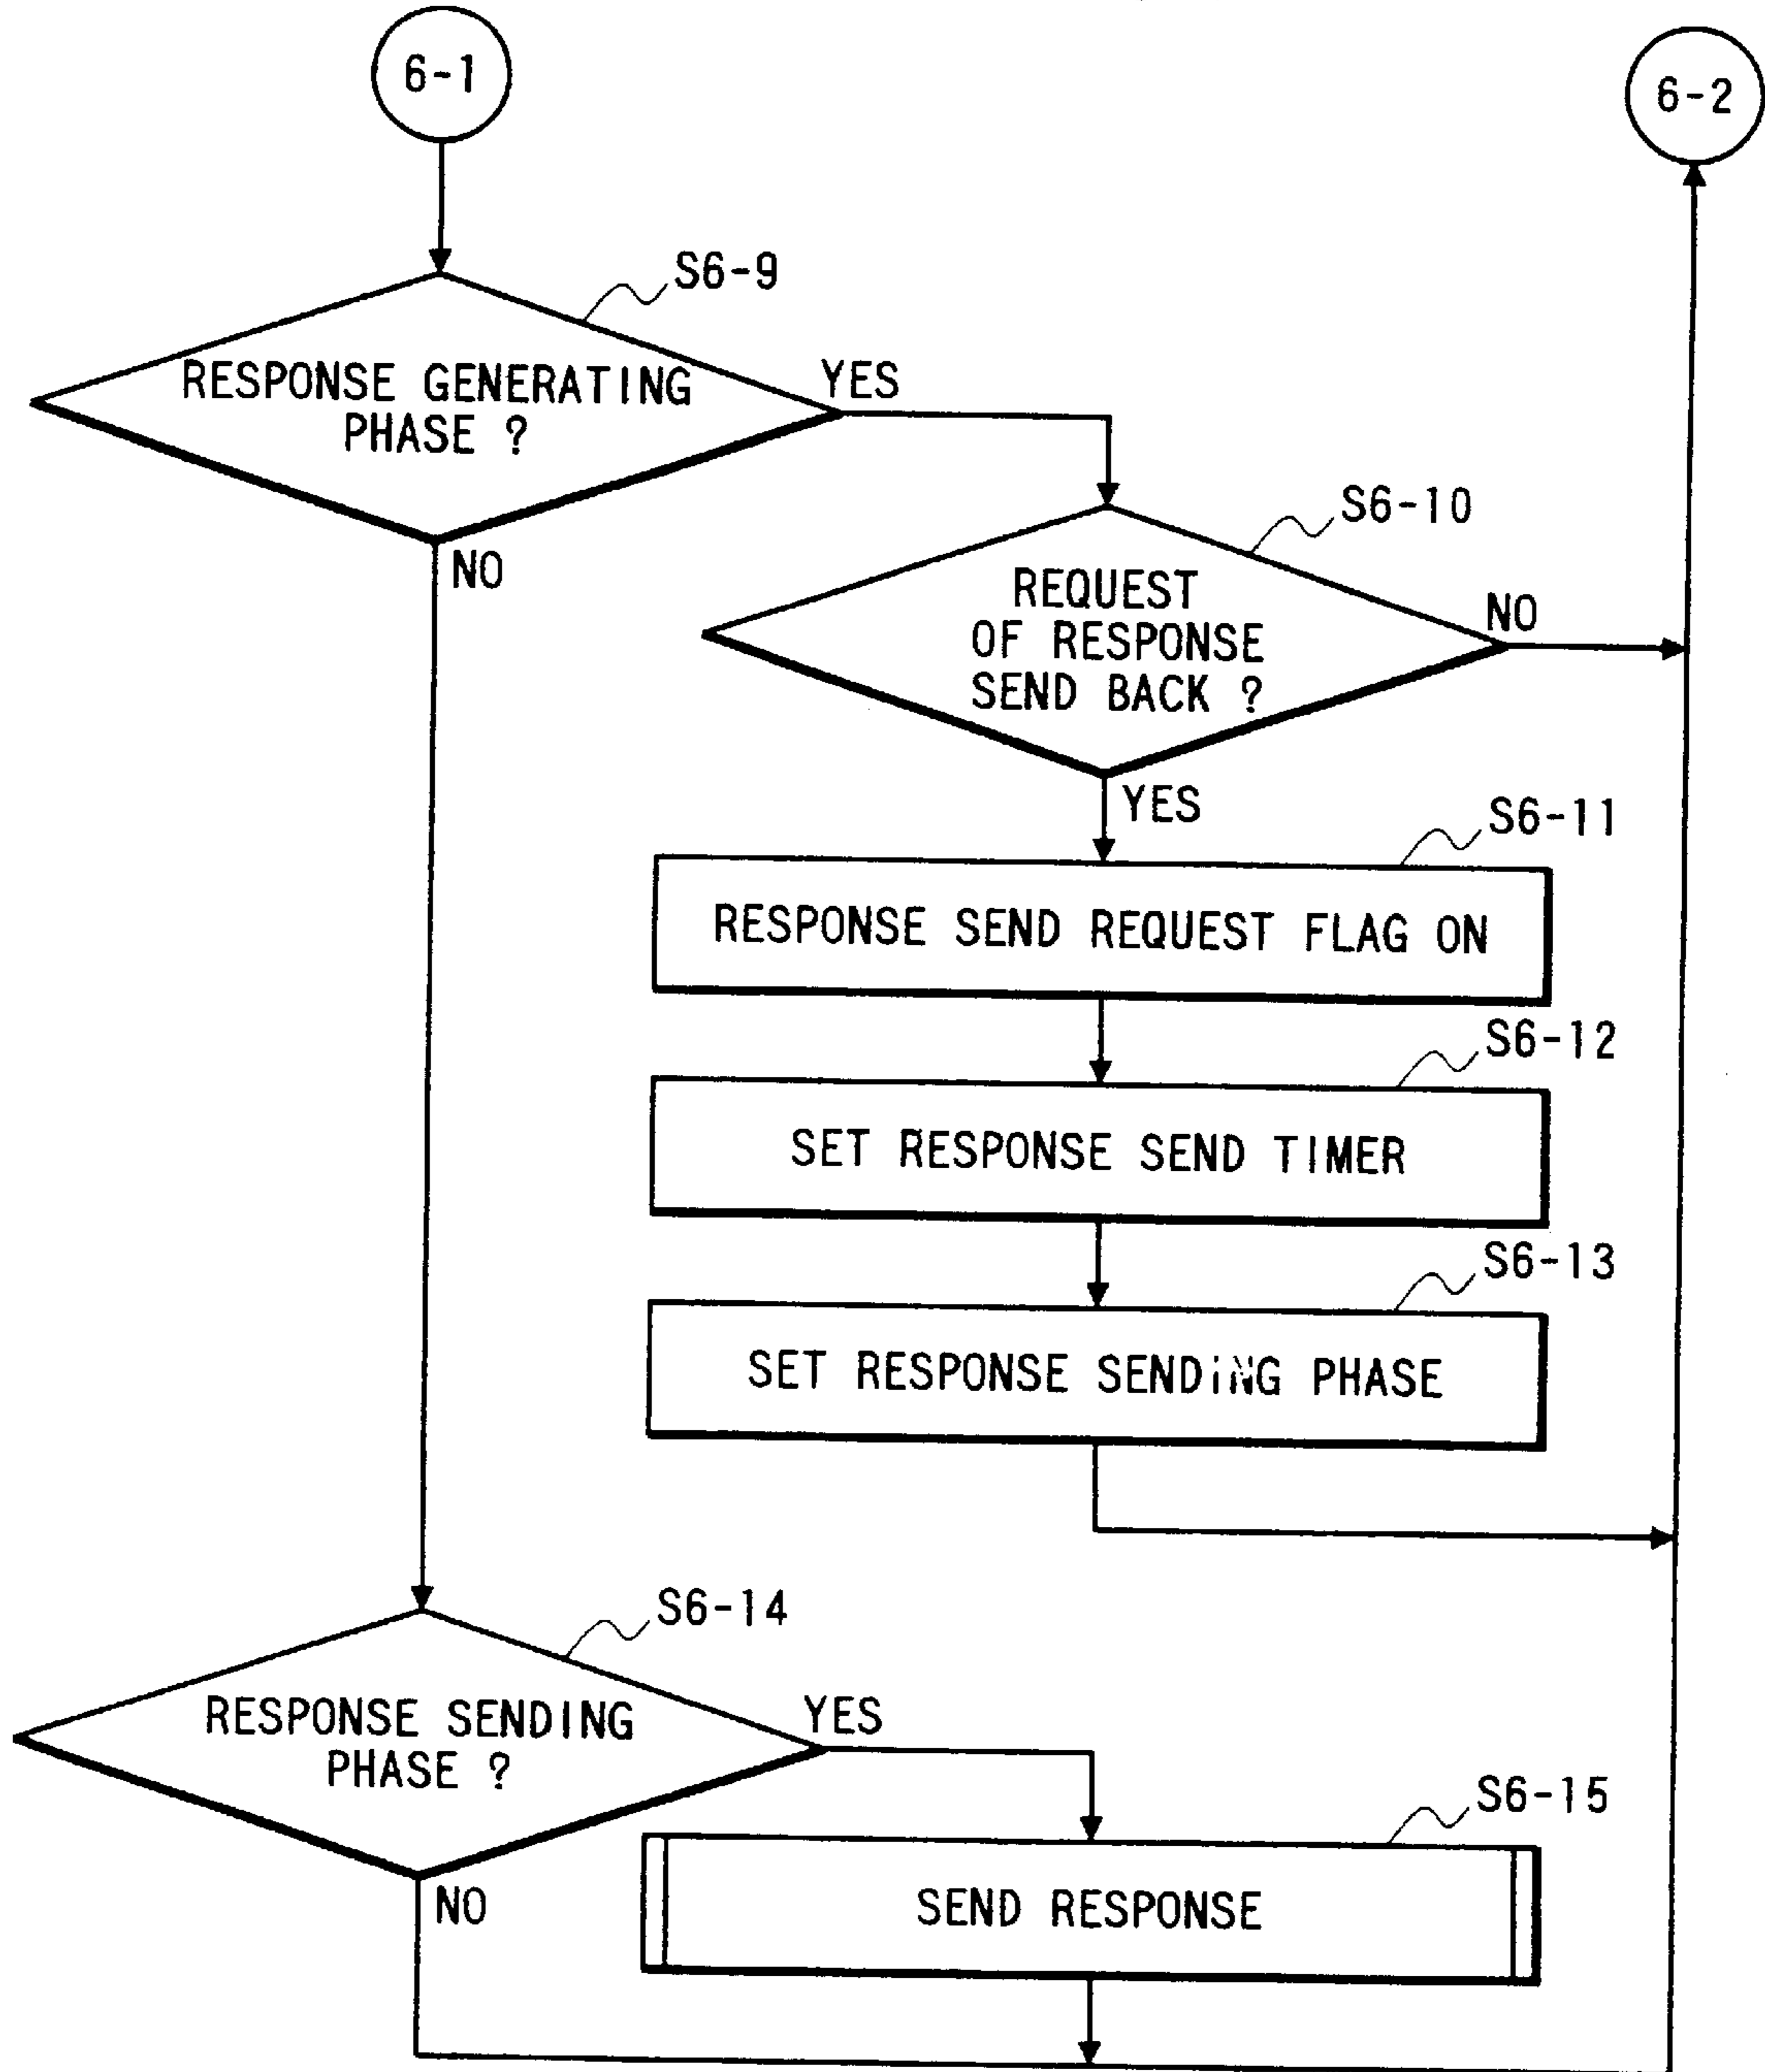 6-1
6-2
S6-9
RESPONSE GENERATING
PHASE ?
YES
NO
S6-10
REQUEST
OF RESPONSE
SEND BACK ?
NO
YES
S6-11
RESPONSE SEND REQUEST FLAG ON
S6-12
SET RESPONSE SEND TIMER
S6-13
SET RESPONSE SENDING PHASE
S6-14
RESPONSE SENDING
PHASE ?
YES
NO
S6-15
SEND RESPONSE